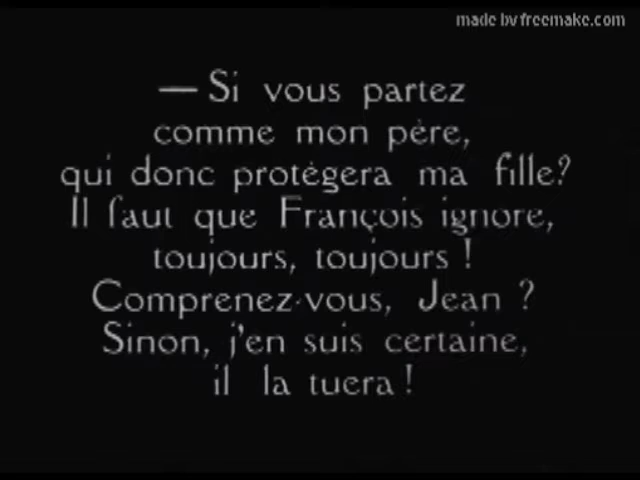 made by freemake.com
— Si vous partez
comme mon père,
qui donc protégera ma fille?
Il faut que François ignore,
toujours, toujours !
Comprenez-vous, Jean ?
Sinon, j'en suis certaine,
il la tuera !